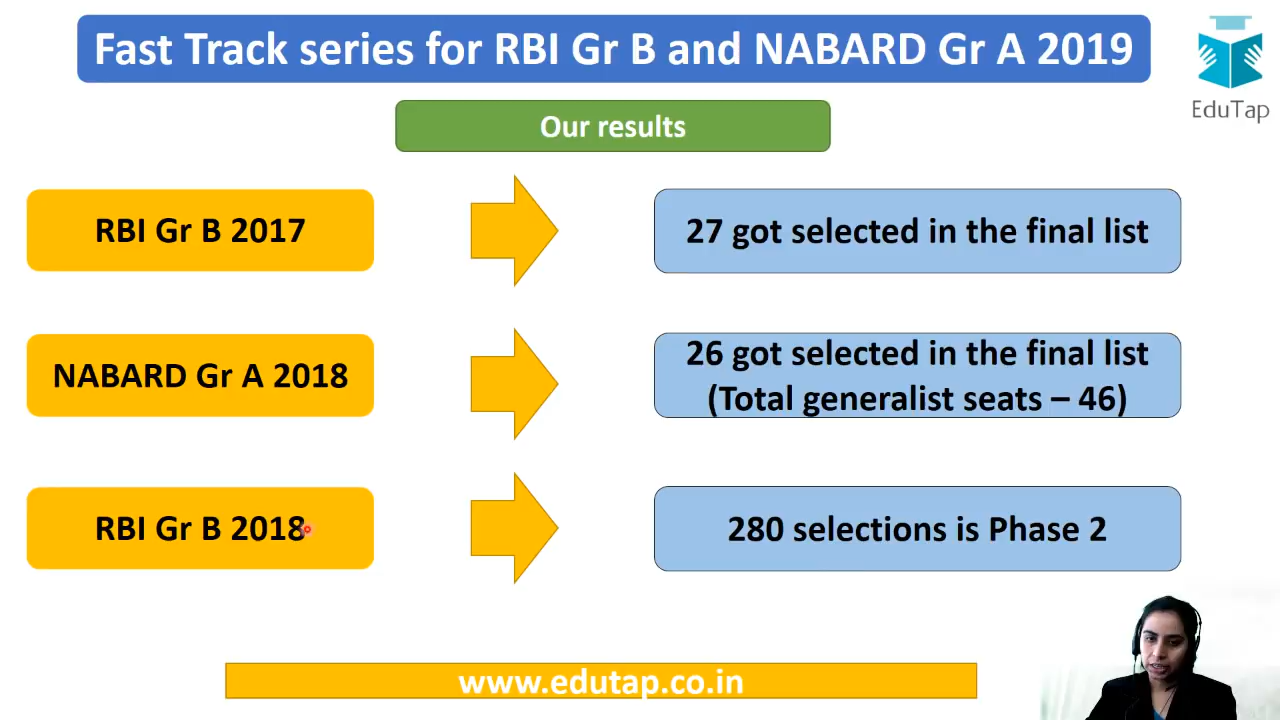 Fast Track series for RBI Gr B and NABARD Gr A 2019
EduTap
Our results
RBI Gr B 2017
27 got selected in the final list
NABARD Gr A 2018
26 got selected in the final list
(Total generalist seats – 46)
RBI Gr B 2018
280 selections is Phase 2
www.edutap.co.in